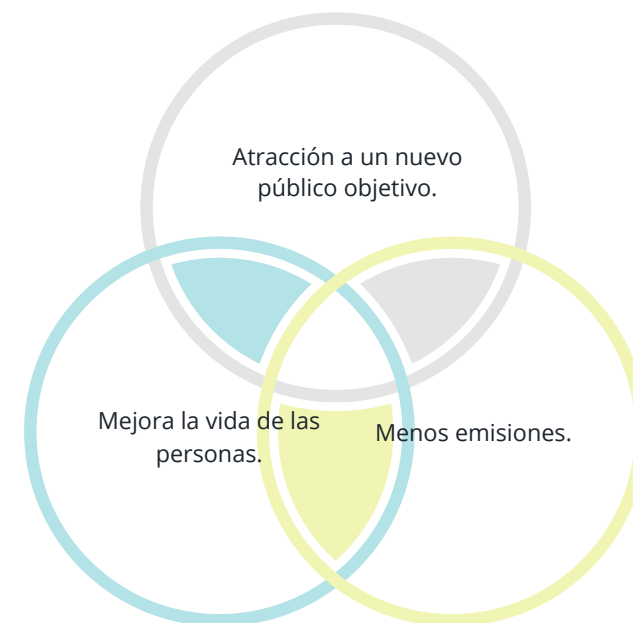 Atracción a un nuevo
público objetivo.
Mejora la vida de las
personas.
Menos emisiones.